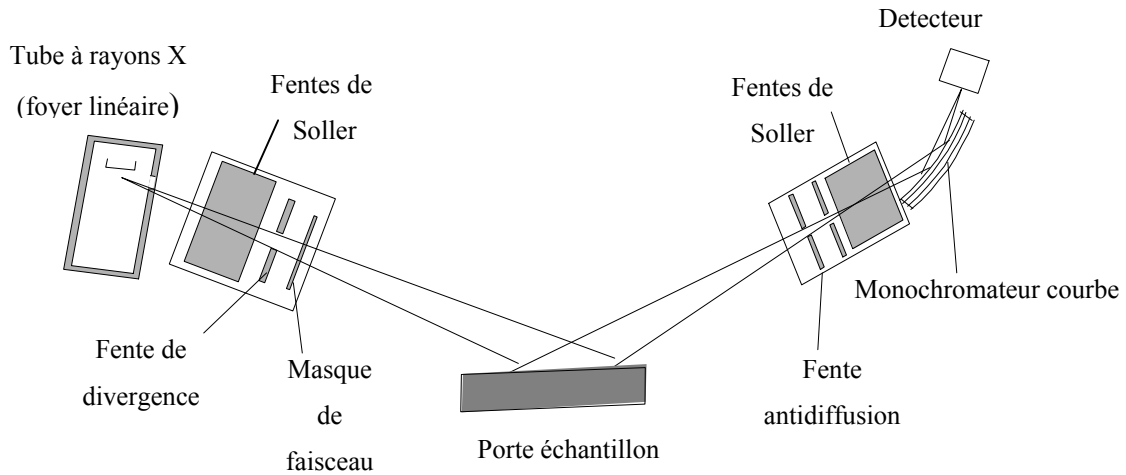 Detecteur
Tube à rayons X
(foyer linéaire)
Fentes de
Soller
Fentes de
Soller
Monochromateur courbe
Fente de
divergence
Masque
de
faisceau
Fente
antidiffusion
Porte échantillon